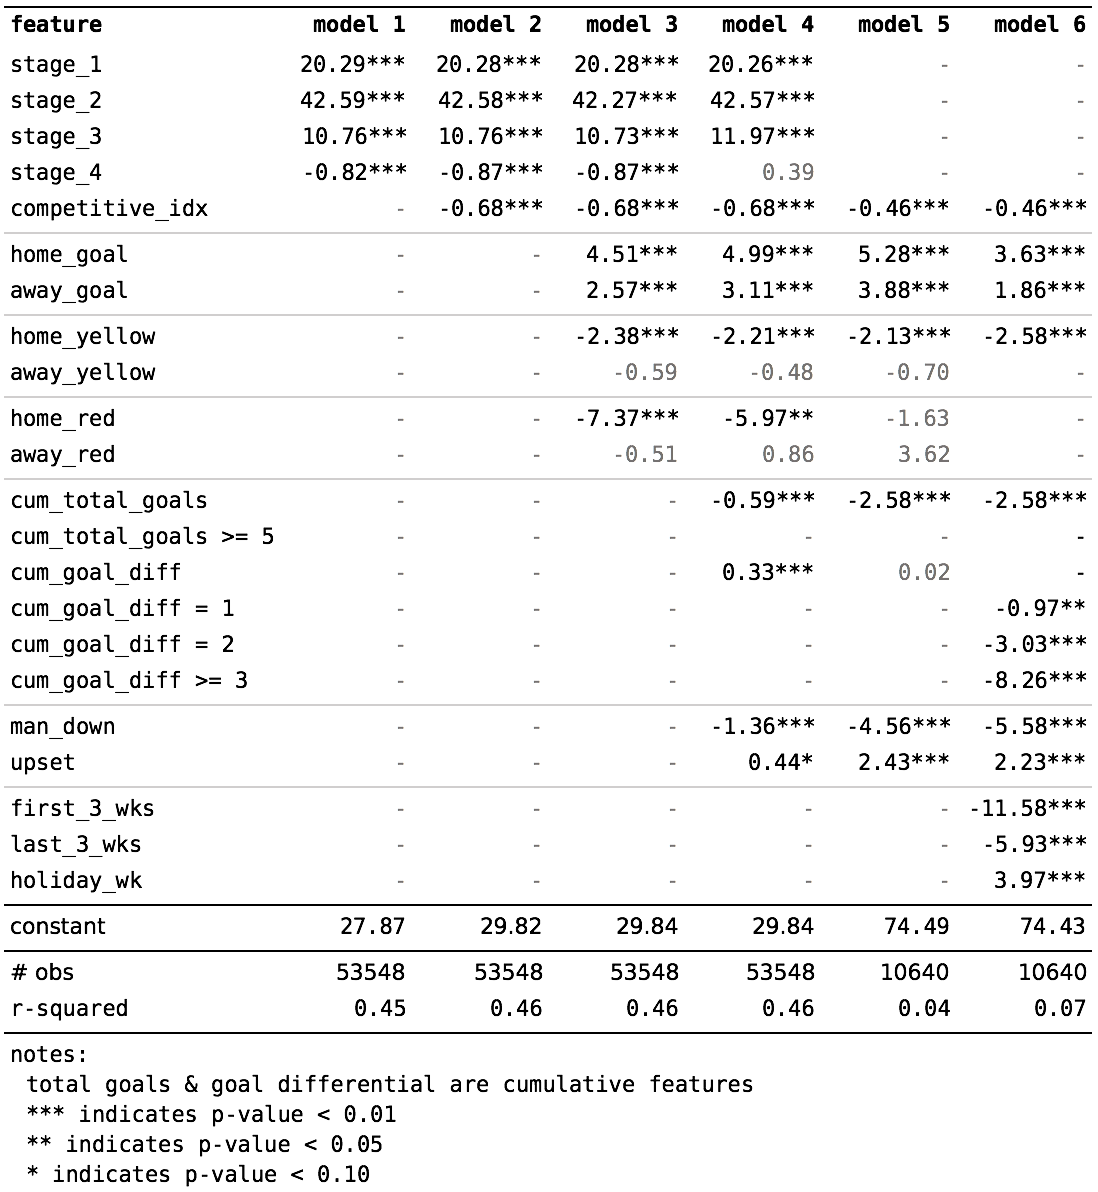 feature model 1 model 2 model 3 model 4 model 5 model 6
stage_1 20.29*** 20.28*** 20.28*** 20.26*** - -
stage_2 42.59*** 42.58*** 42.27*** 42.57*** - -
stage_3 10.76*** 10.76*** 10.73*** 11.97*** - -
stage_4 -0.82*** -0.87*** -0.87*** 0.39 - -
competitive_idx - -0.68*** -0.68*** -0.68*** -0.46*** -0.46***
home_goal - - 4.51*** 4.99*** 5.28*** 3.63***
away_goal - - 2.57*** 3.11*** 3.88*** 1.86***
home_yellow - - -2.38*** -2.21*** -2.13*** -2.58***
away_yellow - - -0.59 -0.48 -0.70 -
home_red - - -7.37*** -5.97** -1.63 -
away_red - - -0.51 0.86 3.62 -
cum_total_goals - - - -0.59*** -2.58*** -2.58***
cum_total_goals >= 5 - - - - - -
cum_goal_diff - - - 0.33*** 0.02 -
cum_goal_diff = 1 - - - - - -0.97**
cum_goal_diff = 2 - - - - - -3.03***
cum_goal_diff >= 3 - - - - - -8.26***
man_down - - - -1.36*** -4.56*** -5.58***
upset - - - 0.44* 2.43*** 2.23***
first_3_wks - - - - - -11.58***
last_3_wks - - - - - -5.93***
holiday_wk - - - - - 3.97***
constant 27.87 29.82 29.84 29.84 74.49 74.43
# obs 53548 53548 53548 53548 10640 10640
r-squared 0.45 0.46 0.46 0.46 0.04 0.07
notes:
total goals & goal differential are cumulative features
*** indicates p-value < 0.01
** indicates p-value < 0.05
* indicates p-value < 0.10